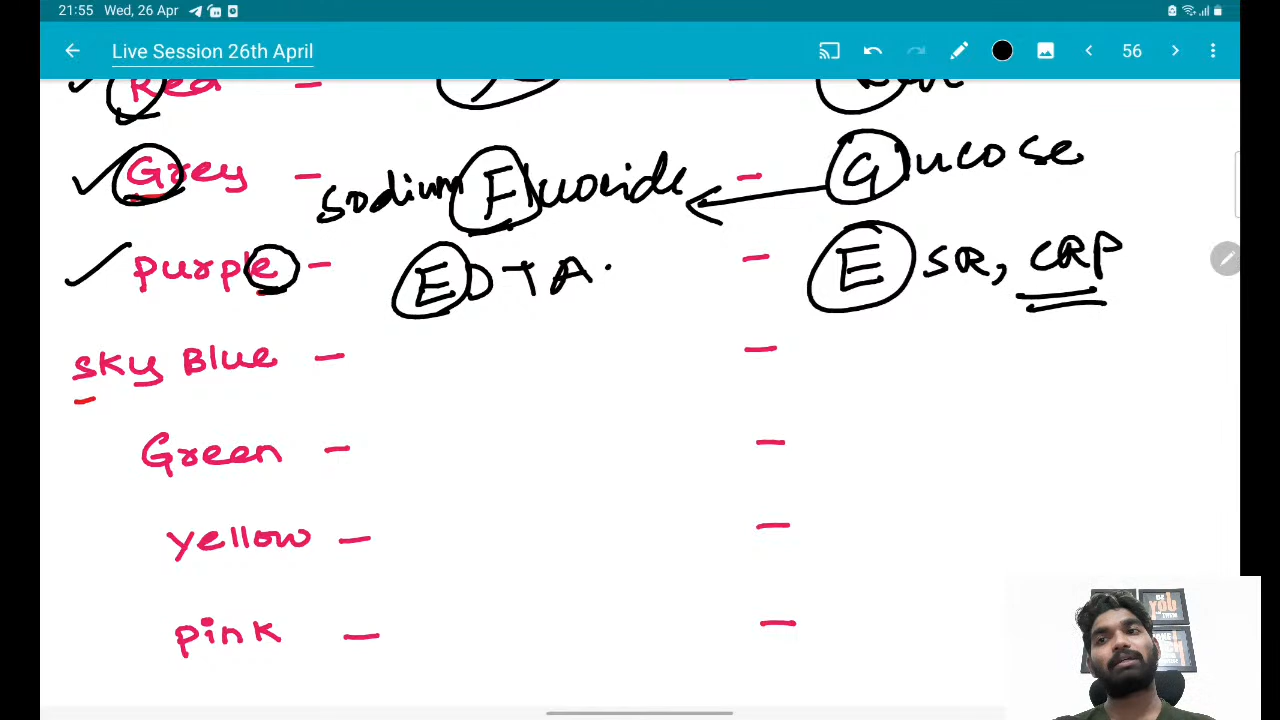 21:55 Wed, 26 Apr
Live Session 26th April
56
Red -
Grey - Sodium Fluoride - Glucose
Purple - EDTA. - ESR, CRP
Sky Blue - -
Green - -
yellow - -
pink - -